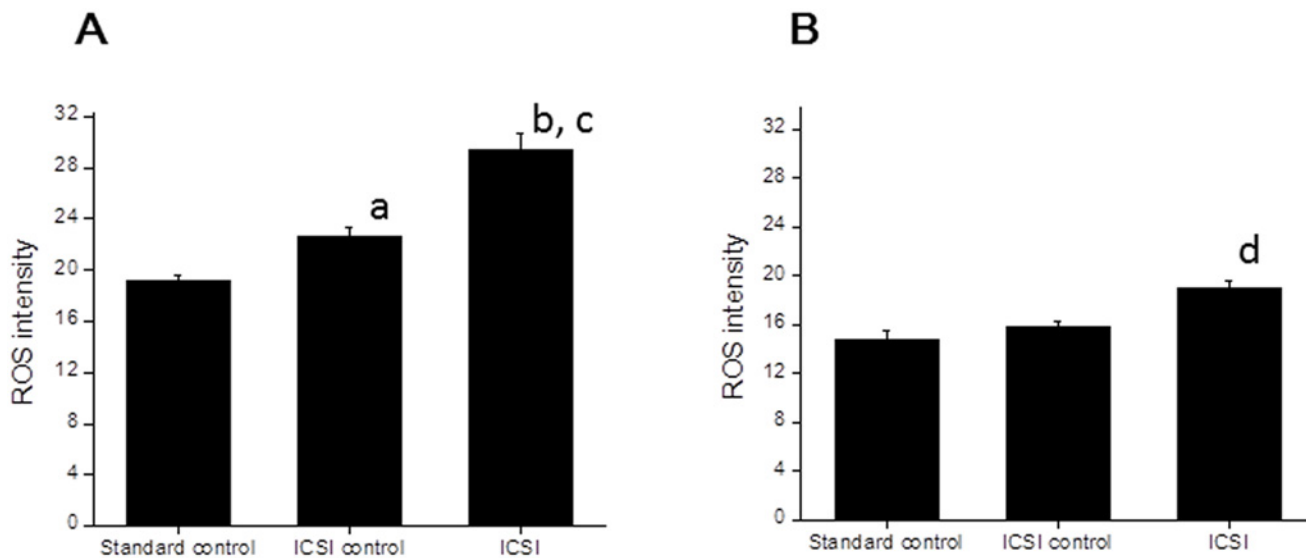 A
ROS intensity
32
28
24
20
16
12
8
4
0
a
b, c
Standard control
ICSI control
ICSI
B
ROS intensity
32
28
24
20
16
12
8
4
0
d
Standard control
ICSI control
ICSI